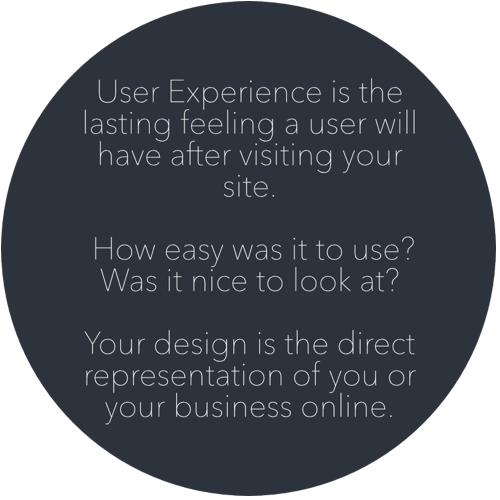 User Experience is the
lasting feeling a user will
have after visiting your
site.
How easy was it to use?
Was it nice to look at?
Your design is the direct
representation of you or
your business online.